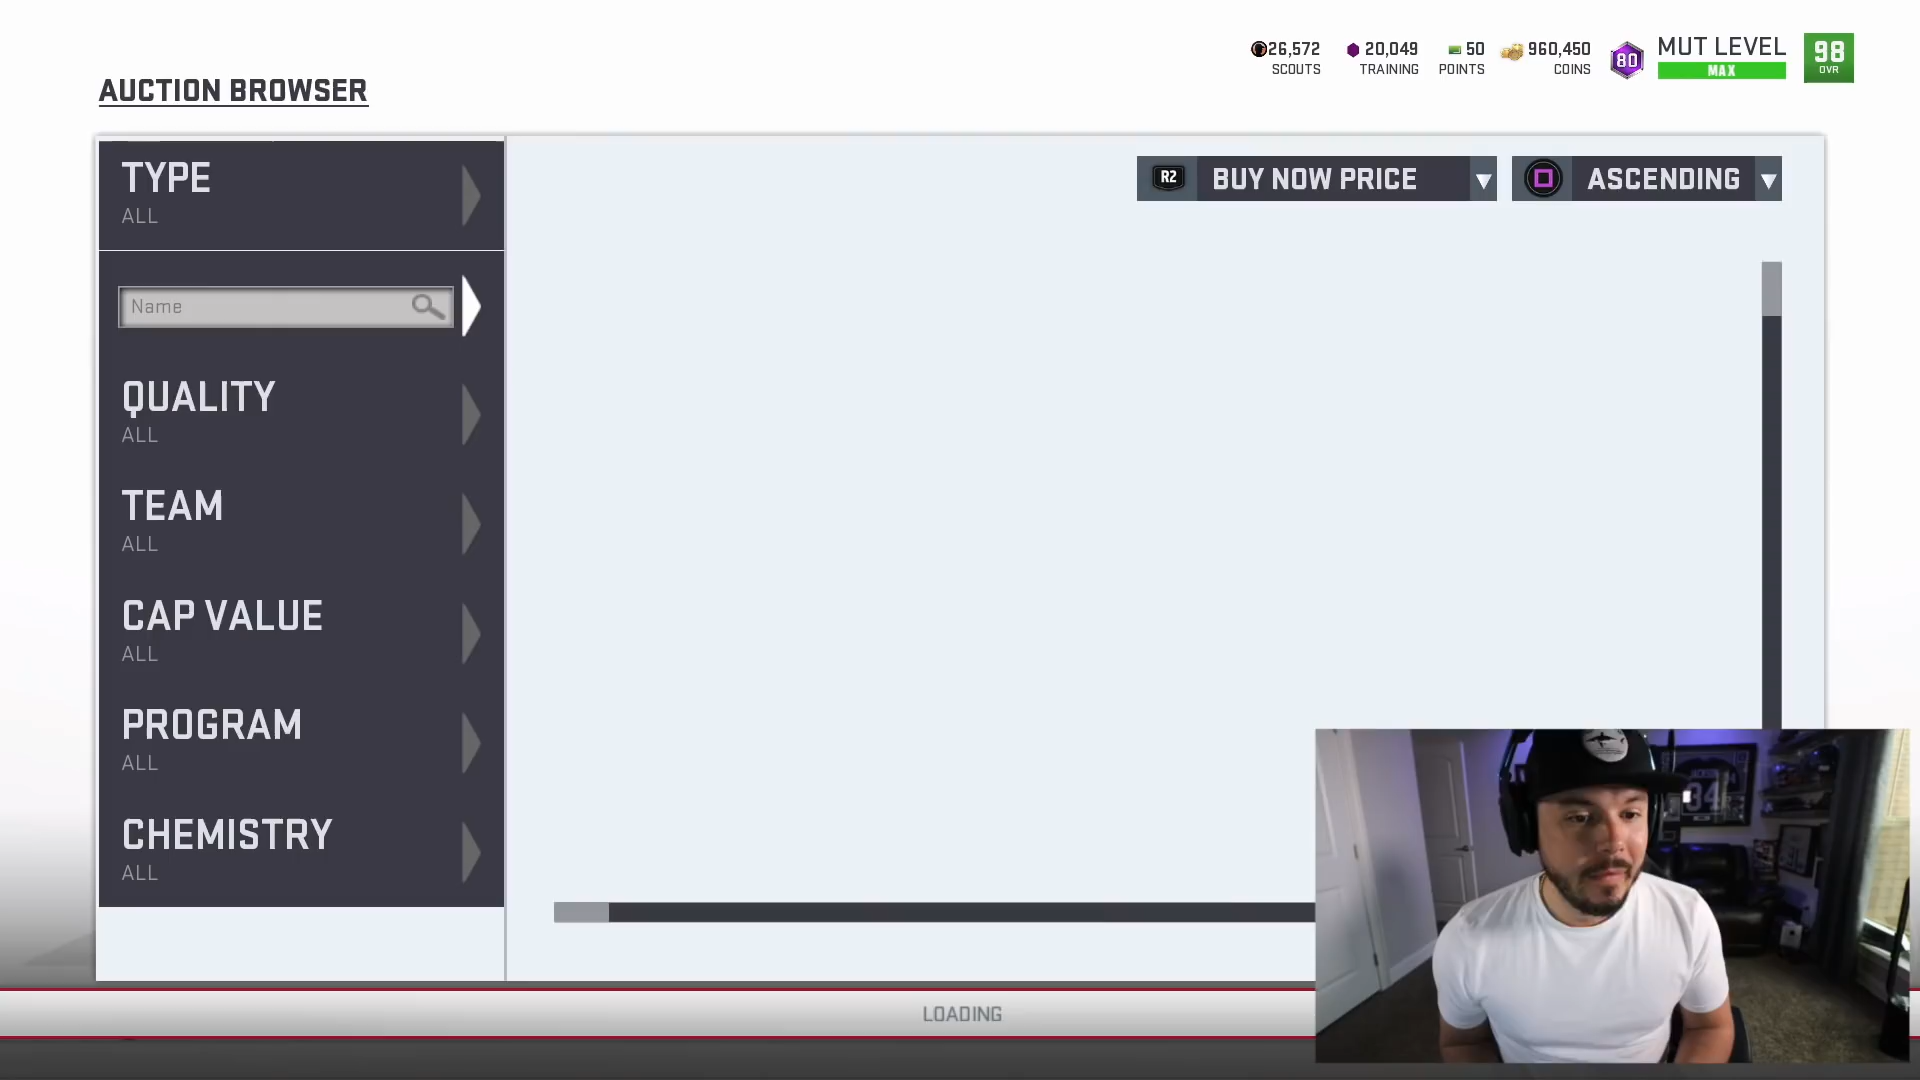 AUCTION BROWSER
26,572 SCOUTS
20,049 TRAINING
50 POINTS
960,450 COINS
80
MUT LEVEL
MAX
98
OVR
TYPE
ALL
R2 BUY NOW PRICE
ASCENDING
Name
QUALITY
ALL
TEAM
ALL
CAP VALUE
ALL
PROGRAM
ALL
CHEMISTRY
ALL
JACKSON
34
LOADING